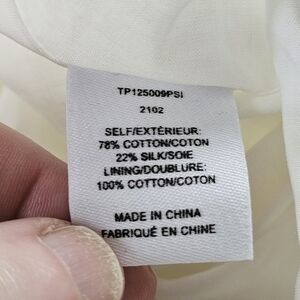 TP125009PSI
2102
SELF/EXTÉRIEUR:
78% COTTON/COTON
22% SILK/SOIE
LINING/DOUBLURE:
100% COTTON/COTON
MADE IN CHINA
FABRIQUÉ EN CHINE